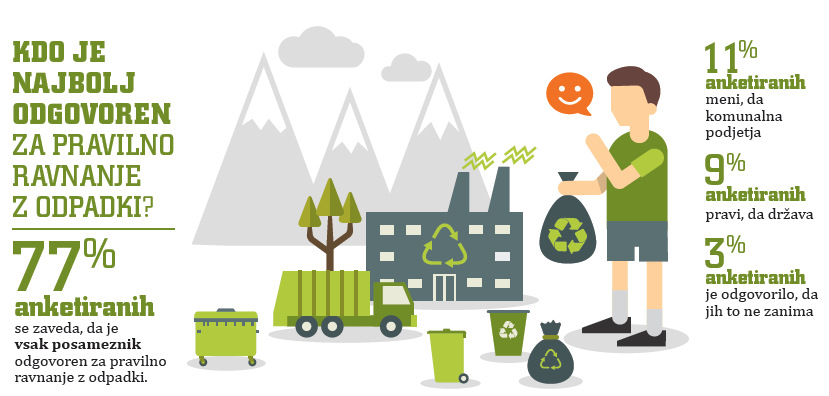 KDO JE
NAJBOLJ
ODGOVOREN
ZA PRAVILNO
RAVNANJE
Z ODPADKI?
77%
anketiranih
se zaveda, da je
vsak posameznik
odgovoren za pravilno
ravnanje z odpadki.
11%
anketiranih
meni, da
komunalna
podjetja
9%
anketiranih
pravi, da država
3%
anketiranih
je odgovorilo, da
jih to ne zanima